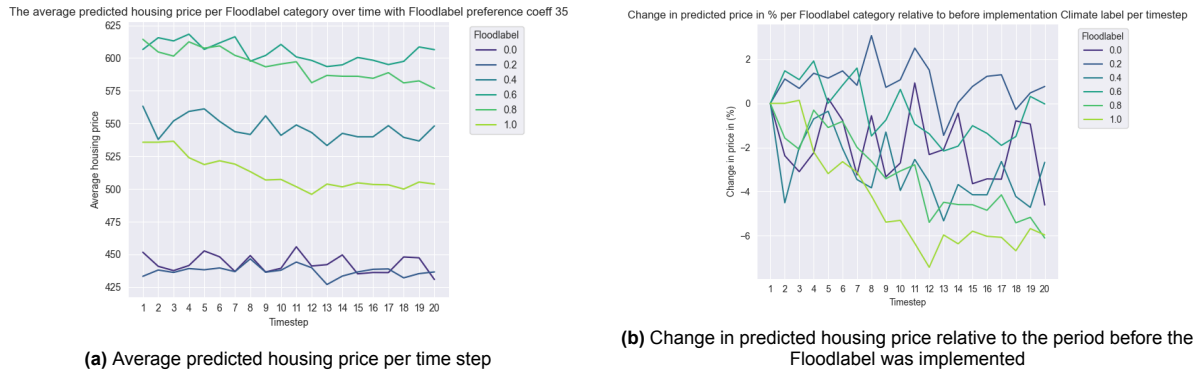 The average predicted housing price per Floodlabel category over time with Floodlabel preference coeff 35
Average housing price
625
600
575
550
525
500
475
450
425
1 2 3 4 5 6 7 8 9 10 11 12 13 14 15 16 17 18 19 20
Timestep
Floodlabel
0.0
0.2
0.4
0.6
0.8
1.0
(a) Average predicted housing price per time step
Change in predicted price in % per Floodlabel category relative to before implementation Climate label per timestep
Change in price in (%)
2
0
−2
−4
−6
1 2 3 4 5 6 7 8 9 10 11 12 13 14 15 16 17 18 19 20
Timestep
Floodlabel
0.0
0.2
0.4
0.6
0.8
1.0
(b) Change in predicted housing price relative to the period before the
Floodlabel was implemented